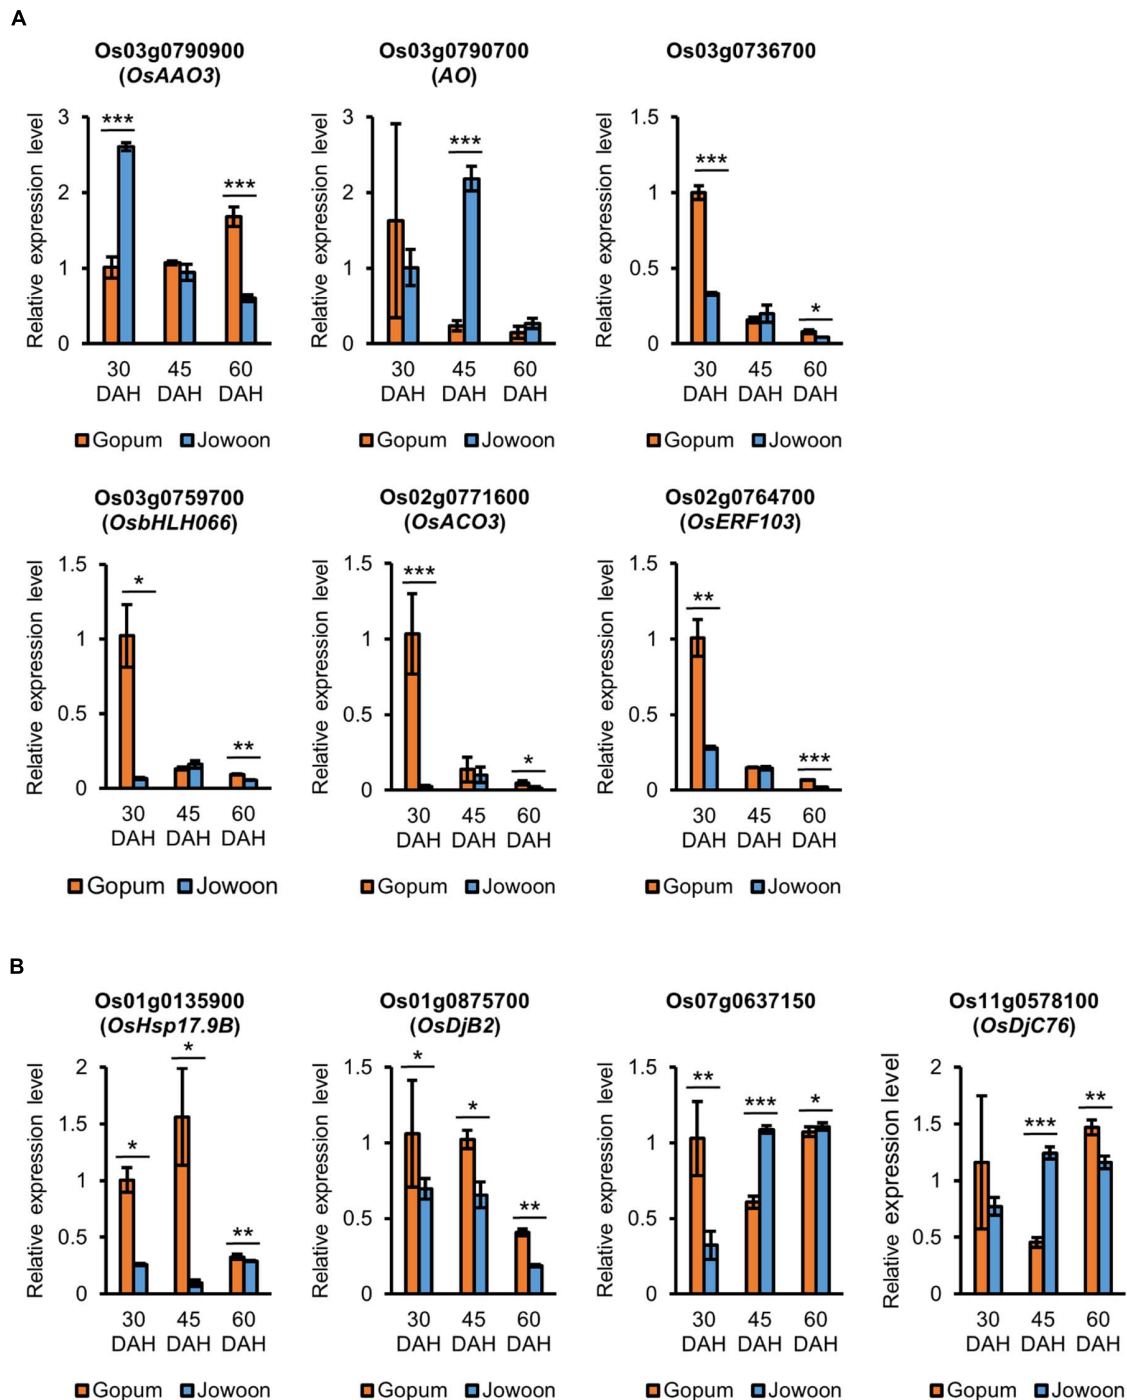 A
Os03g0790900
(OsAAO3)
Relative expression level
3
2
1
0
***
***
30
DAH
45
DAH
60
DAH
Gopum Jowoon
Os03g0790700
(AO)
Relative expression level
3
2
1
0
***
30
DAH
45
DAH
60
DAH
Gopum Jowoon
Os03g0736700
Relative expression level
1.5
1
0.5
0
***
*
30
DAH
45
DAH
60
DAH
Gopum Jowoon
Os03g0759700
(OsbHLH066)
Relative expression level
1.5
1
0.5
0
*
**
30
DAH
45
DAH
60
DAH
Gopum Jowoon
Os02g0771600
(OsACO3)
Relative expression level
1.5
1
0.5
0
***
*
30
DAH
45
DAH
60
DAH
Gopum Jowoon
Os02g0764700
(OsERF103)
Relative expression level
1.5
1
0.5
0
**
***
30
DAH
45
DAH
60
DAH
Gopum Jowoon
B
Os01g0135900
(OsHsp17.9B)
Relative expression level
2
1.5
1
0.5
0
*
*
**
30
DAH
45
DAH
60
DAH
Gopum Jowoon
Os01g0875700
(OsDjB2)
Relative expression level
1.5
1
0.5
0
*
*
**
30
DAH
45
DAH
60
DAH
Gopum Jowoon
Os07g0637150
Relative expression level
1.5
1
0.5
0
**
***
*
30
DAH
45
DAH
60
DAH
Gopum Jowoon
Os11g0578100
(OsDjC76)
Relative expression level
2
1.5
1
0.5
0
***
**
30
DAH
45
DAH
60
DAH
Gopum Jowoon